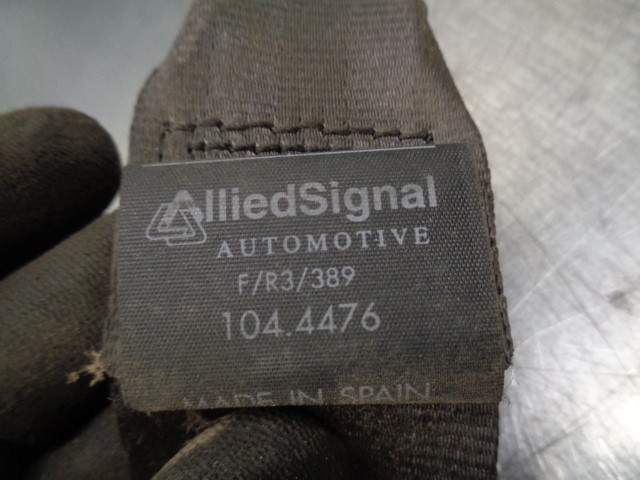 AlliedSignal
AUTOMOTIVE
F/R3/389
104.4476
MADE IN SPAIN